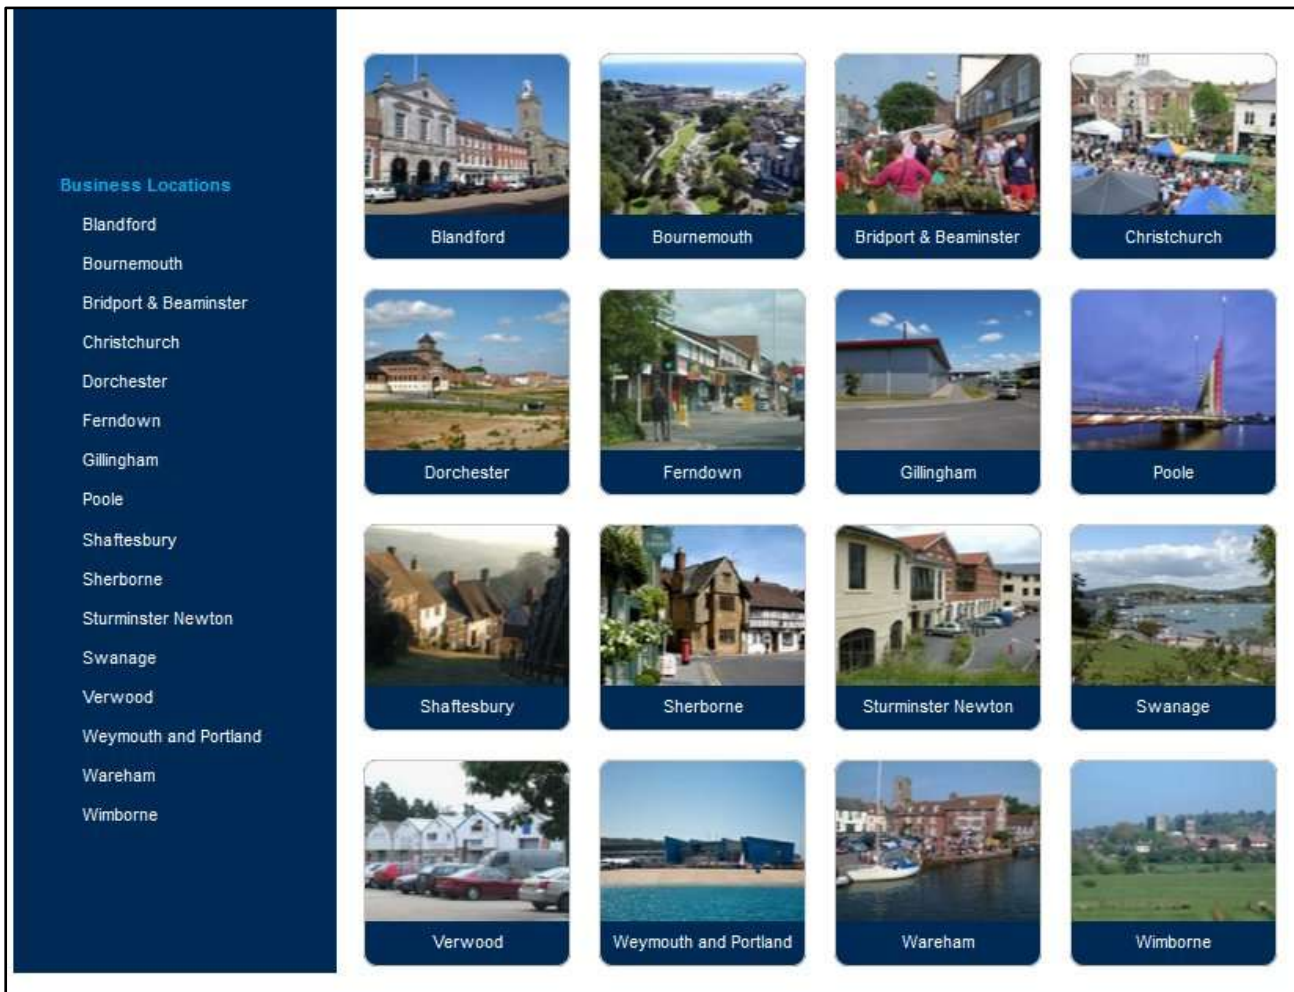 Business Locations
Blandford
Bournemouth
Bridport & Beaminster
Christchurch
Dorchester
Ferndown
Gillingham
Poole
Shaftesbury
Sherborne
Sturminster Newton
Swanage
Verwood
Weymouth and Portland
Wareham
Wimborne
Blandford
Bournemouth
Bridport & Beaminster
Christchurch
Dorchester
Ferndown
Gillingham
Poole
Shaftesbury
Sherborne
Sturminster Newton
Swanage
Verwood
Weymouth and Portland
Wareham
Wimborne